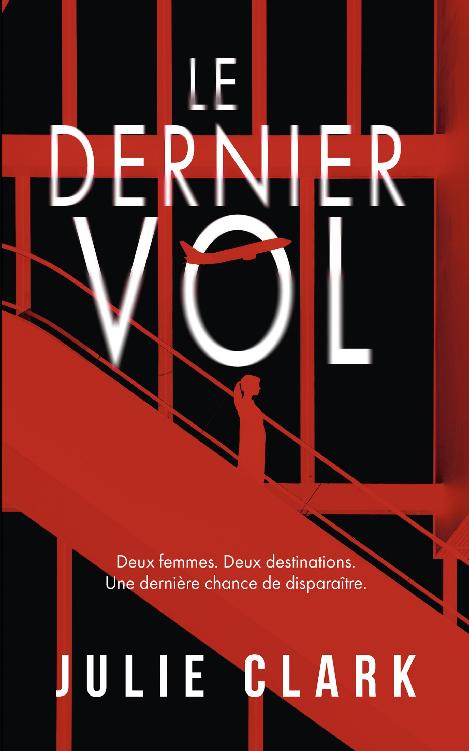 LE
DERNIER
VOL
Deux femmes. Deux destinations.
Une dernière chance de disparaître.
JULIE CLARK